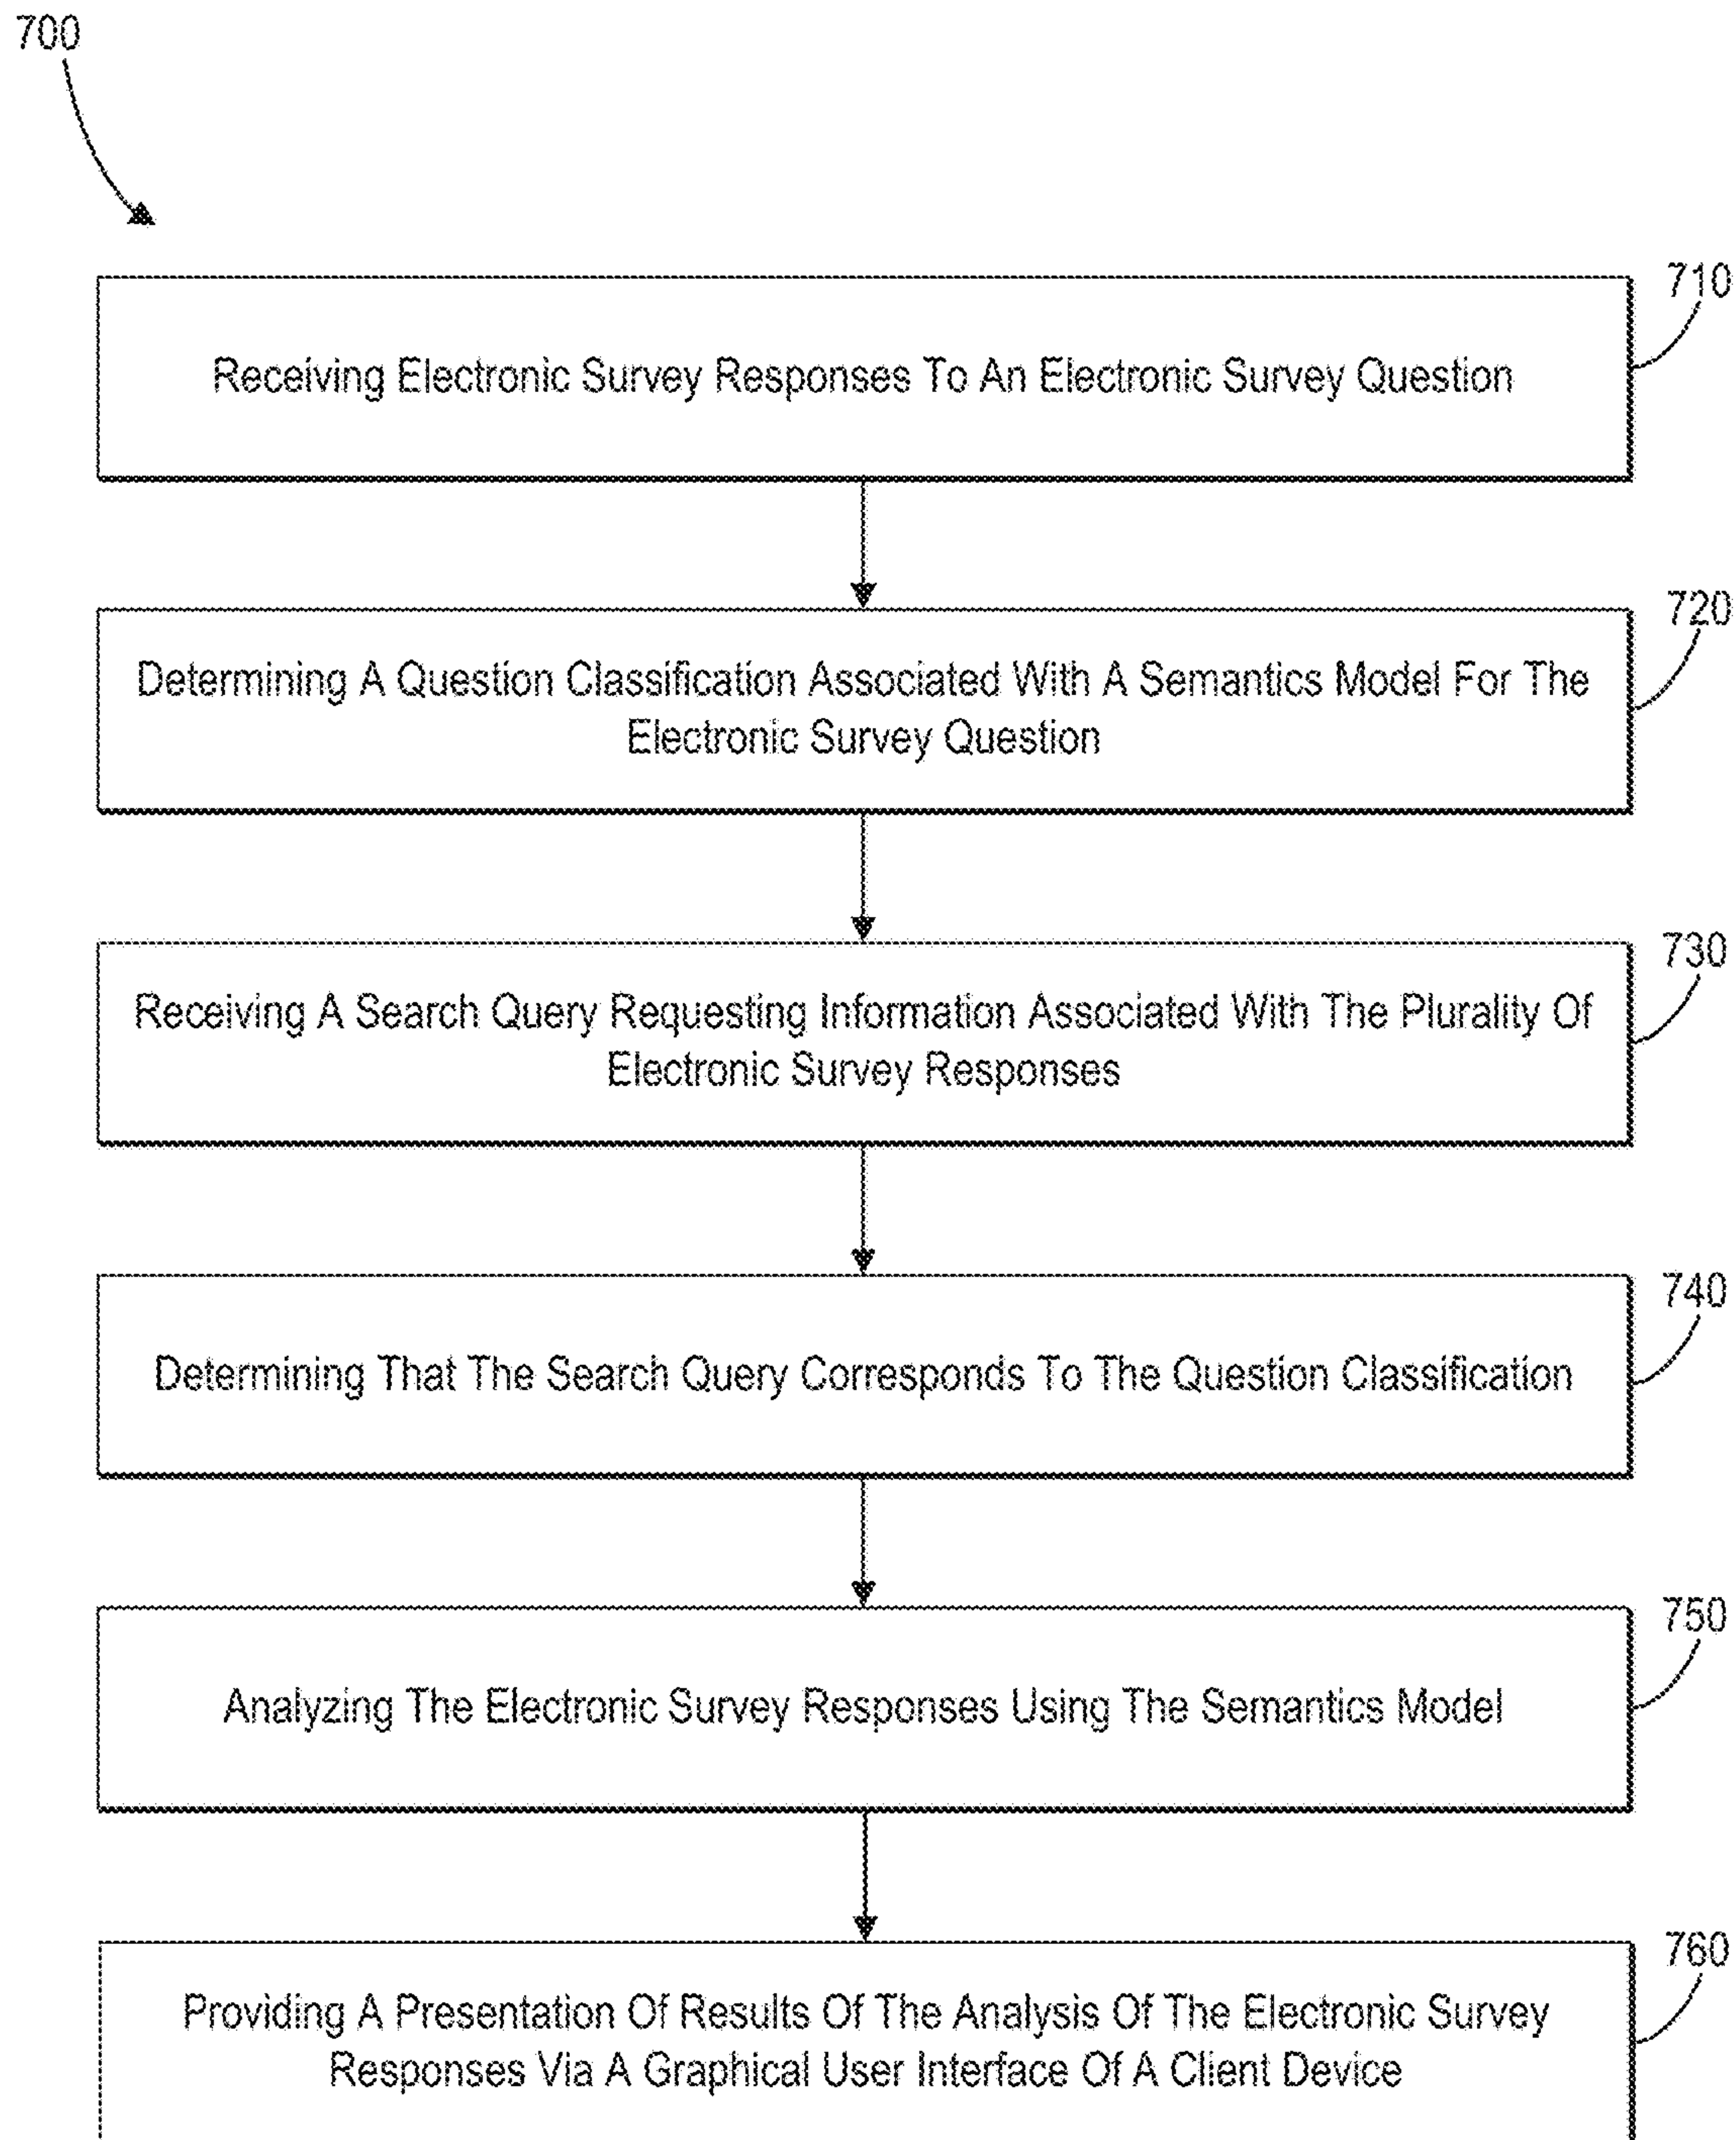 700
710
Receiving Electronic Survey Responses To An Electronic Survey Question
720
Determining A Question Classification Associated With A Semantics Model For The
Electronic Survey Question
730
Receiving A Search Query Requesting Information Associated With The Plurality Of
Electronic Survey Responses
740
Determining That The Search Query Corresponds To The Question Classification
750
Analyzing The Electronic Survey Responses Using The Semantics Model
760
Providing A Presentation Of Results Of The Analysis Of The Electronic Survey
Responses Via A Graphical User Interface Of A Client Device